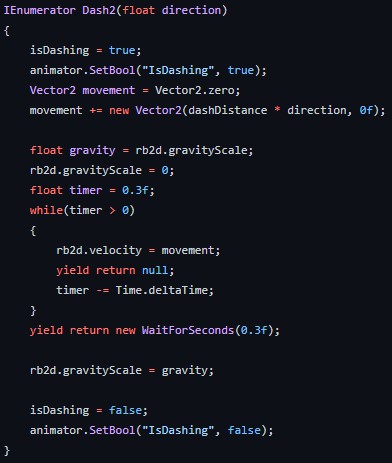 IEnumerator Dash2(float direction)
{
    isDashing = true;
    animator.SetBool("IsDashing", true);
    Vector2 movement = Vector2.zero;
    movement += new Vector2(dashDistance * direction, 0f);

    float gravity = rb2d.gravityScale;
    rb2d.gravityScale = 0;
    float timer = 0.3f;
    while(timer > 0)
    {
        rb2d.velocity = movement;
        yield return null;
        timer -= Time.deltaTime;
    }
    yield return new WaitForSeconds(0.3f);

    rb2d.gravityScale = gravity;

    isDashing = false;
    animator.SetBool("IsDashing", false);
}